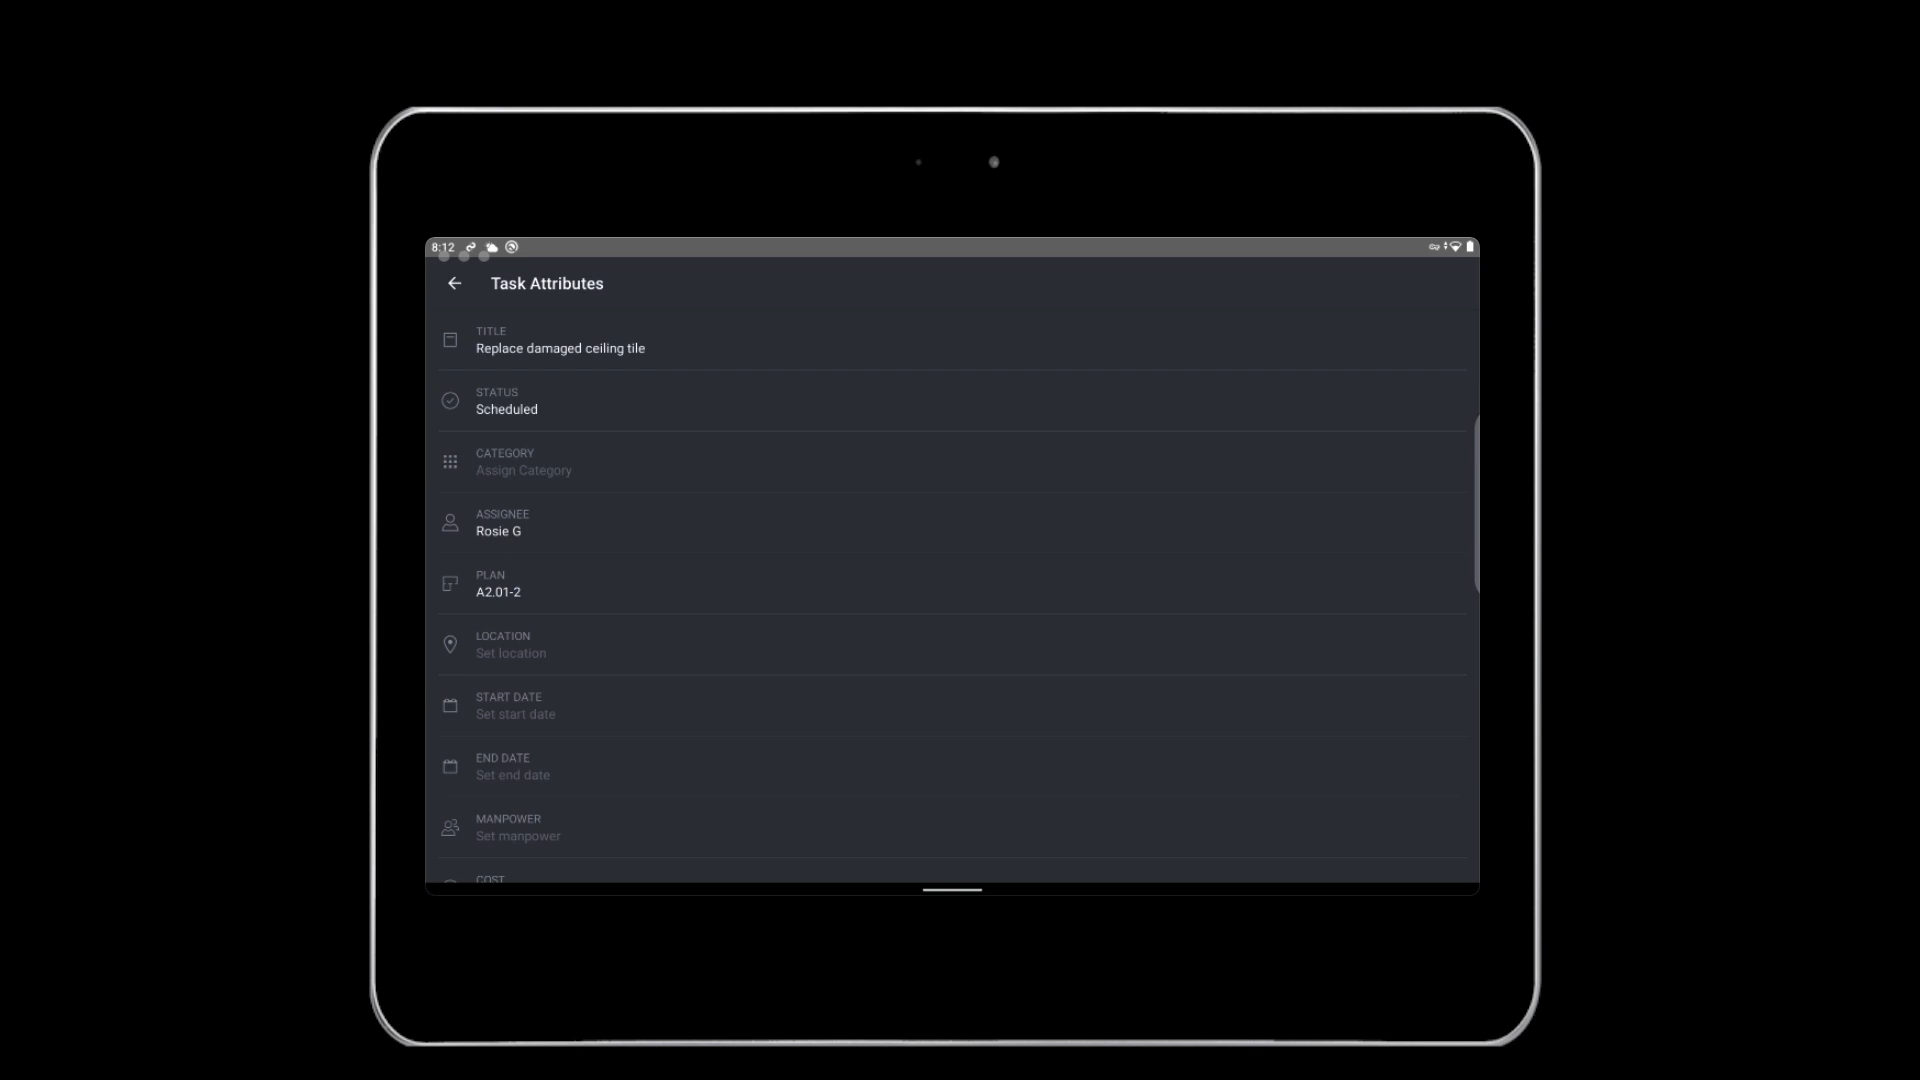 8:12
Task Attributes
TITLE
Replace damaged ceiling tile
STATUS
Scheduled
CATEGORY
Assign Category
ASSIGNEE
Rosie G
PLAN
A2.01-2
LOCATION
Set location
START DATE
Set start date
END DATE
Set end date
MANPOWER
Set manpower
COST